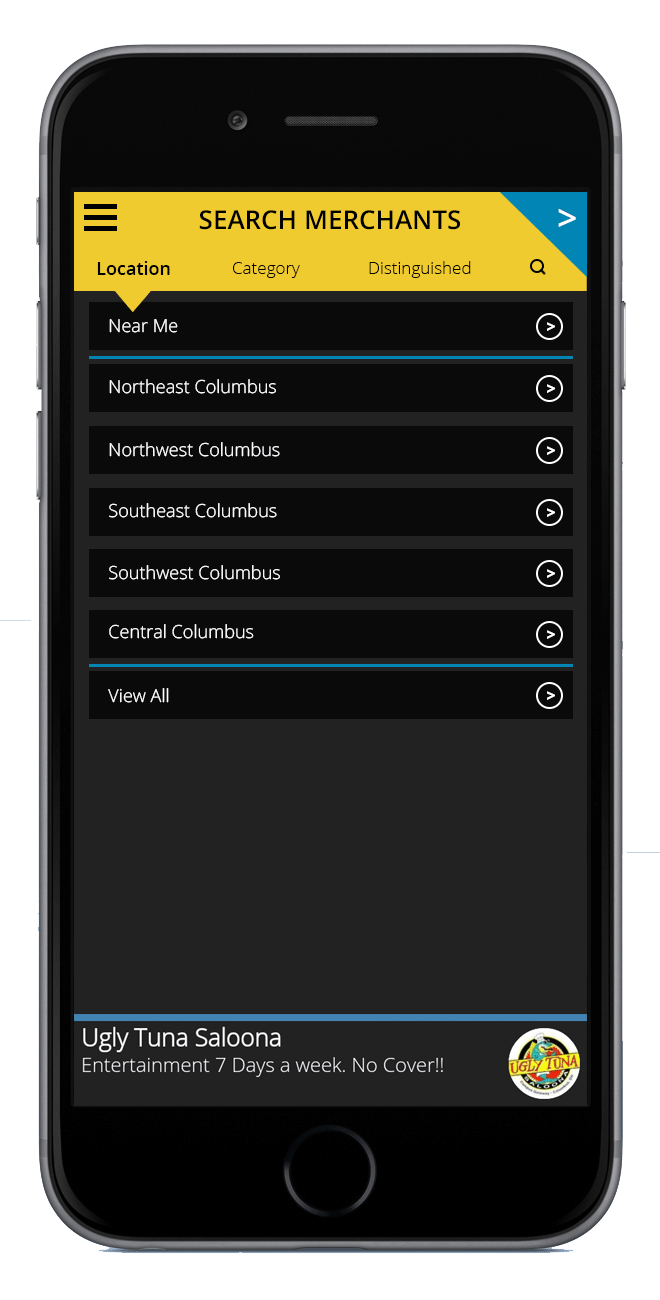 SEARCH MERCHANTS
>
Location Category Distinguished
Near Me
Northeast Columbus
Northwest Columbus
Southeast Columbus
Southwest Columbus
Central Columbus
View All
Ugly Tuna Saloona
Entertainment 7 Days a week. No Cover!!
UGLY TUNA
SALOONA